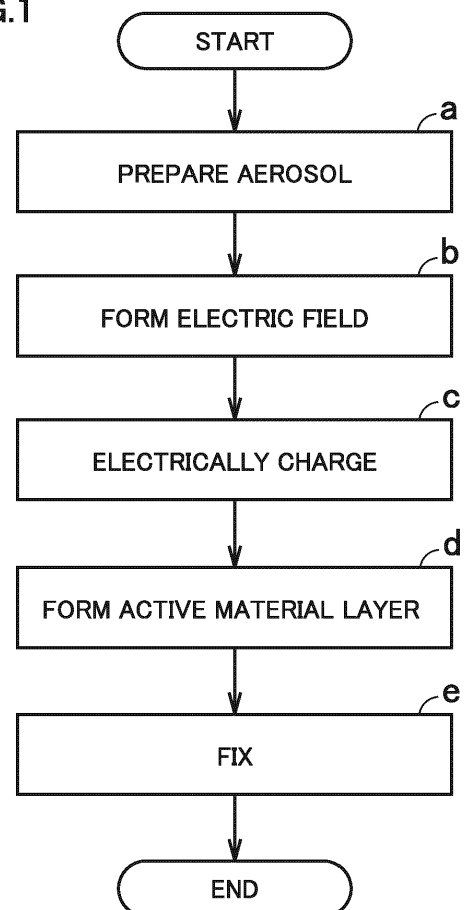 G.1
START
a
PREPARE AEROSOL
b
FORM ELECTRIC FIELD
c
ELECTRICALLY CHARGE
d
FORM ACTIVE MATERIAL LAYER
e
FIX
END